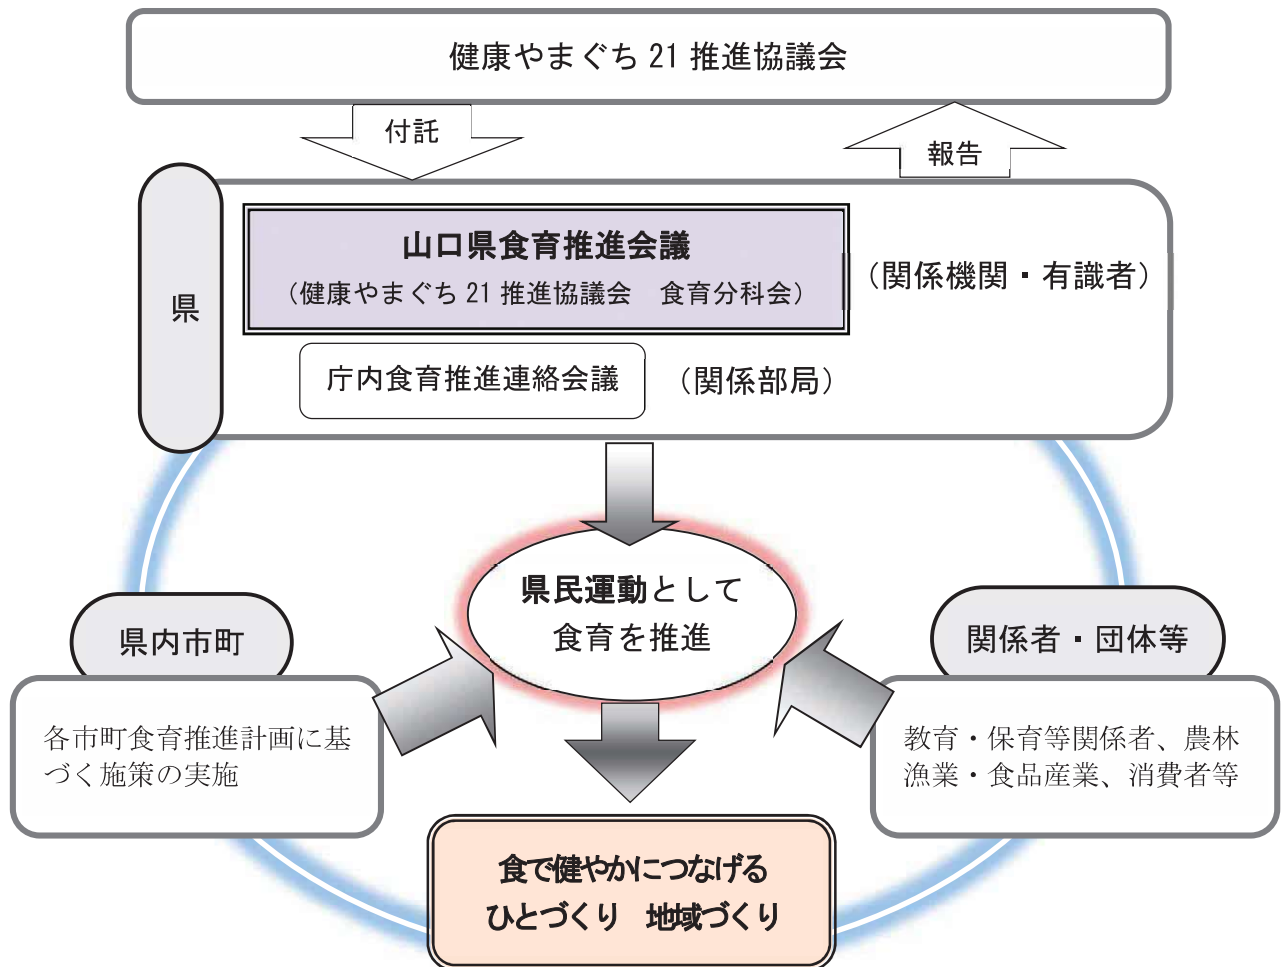 健康やまぐち 21 推進協議会
付託
報告
県
山口県食育推進会議
（健康やまぐち 21 推進協議会　食育分科会）
（関係機関・有識者）
庁内食育推進連絡会議
（関係部局）
県民運動として
食育を推進
県内市町
各市町食育推進計画に基
づく施策の実施
関係者・団体等
教育・保育等関係者、農林
漁業・食品産業、消費者等
食で健やかにつなげる
ひとづくり　地域づくり